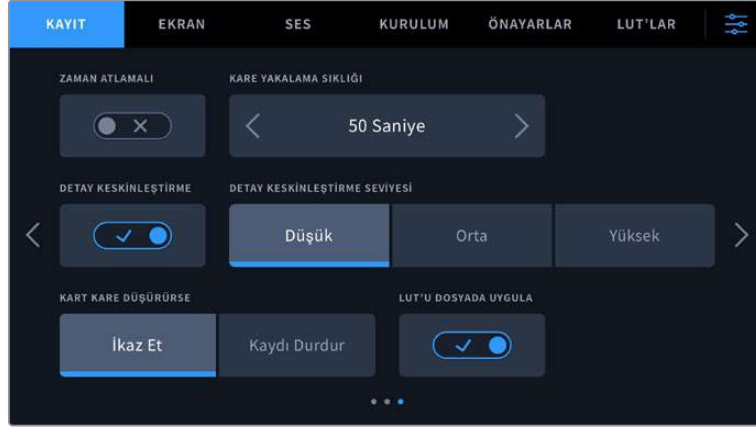 KAYIT EKRAN SES KURULUM ÖNAYARLAR LUT'LAR
ZAMAN ATLAMALI KARE YAKALAMA SIKLIĞI
50 Saniye
DETAY KESKİNLEŞTİRME DETAY KESKİNLEŞTİRME SEVİYESİ
Düşük Orta Yüksek
KART KARE DÜŞÜRÜRSE LUT'U DOSYADA UYGULA
İkaz Et Kaydı Durdur